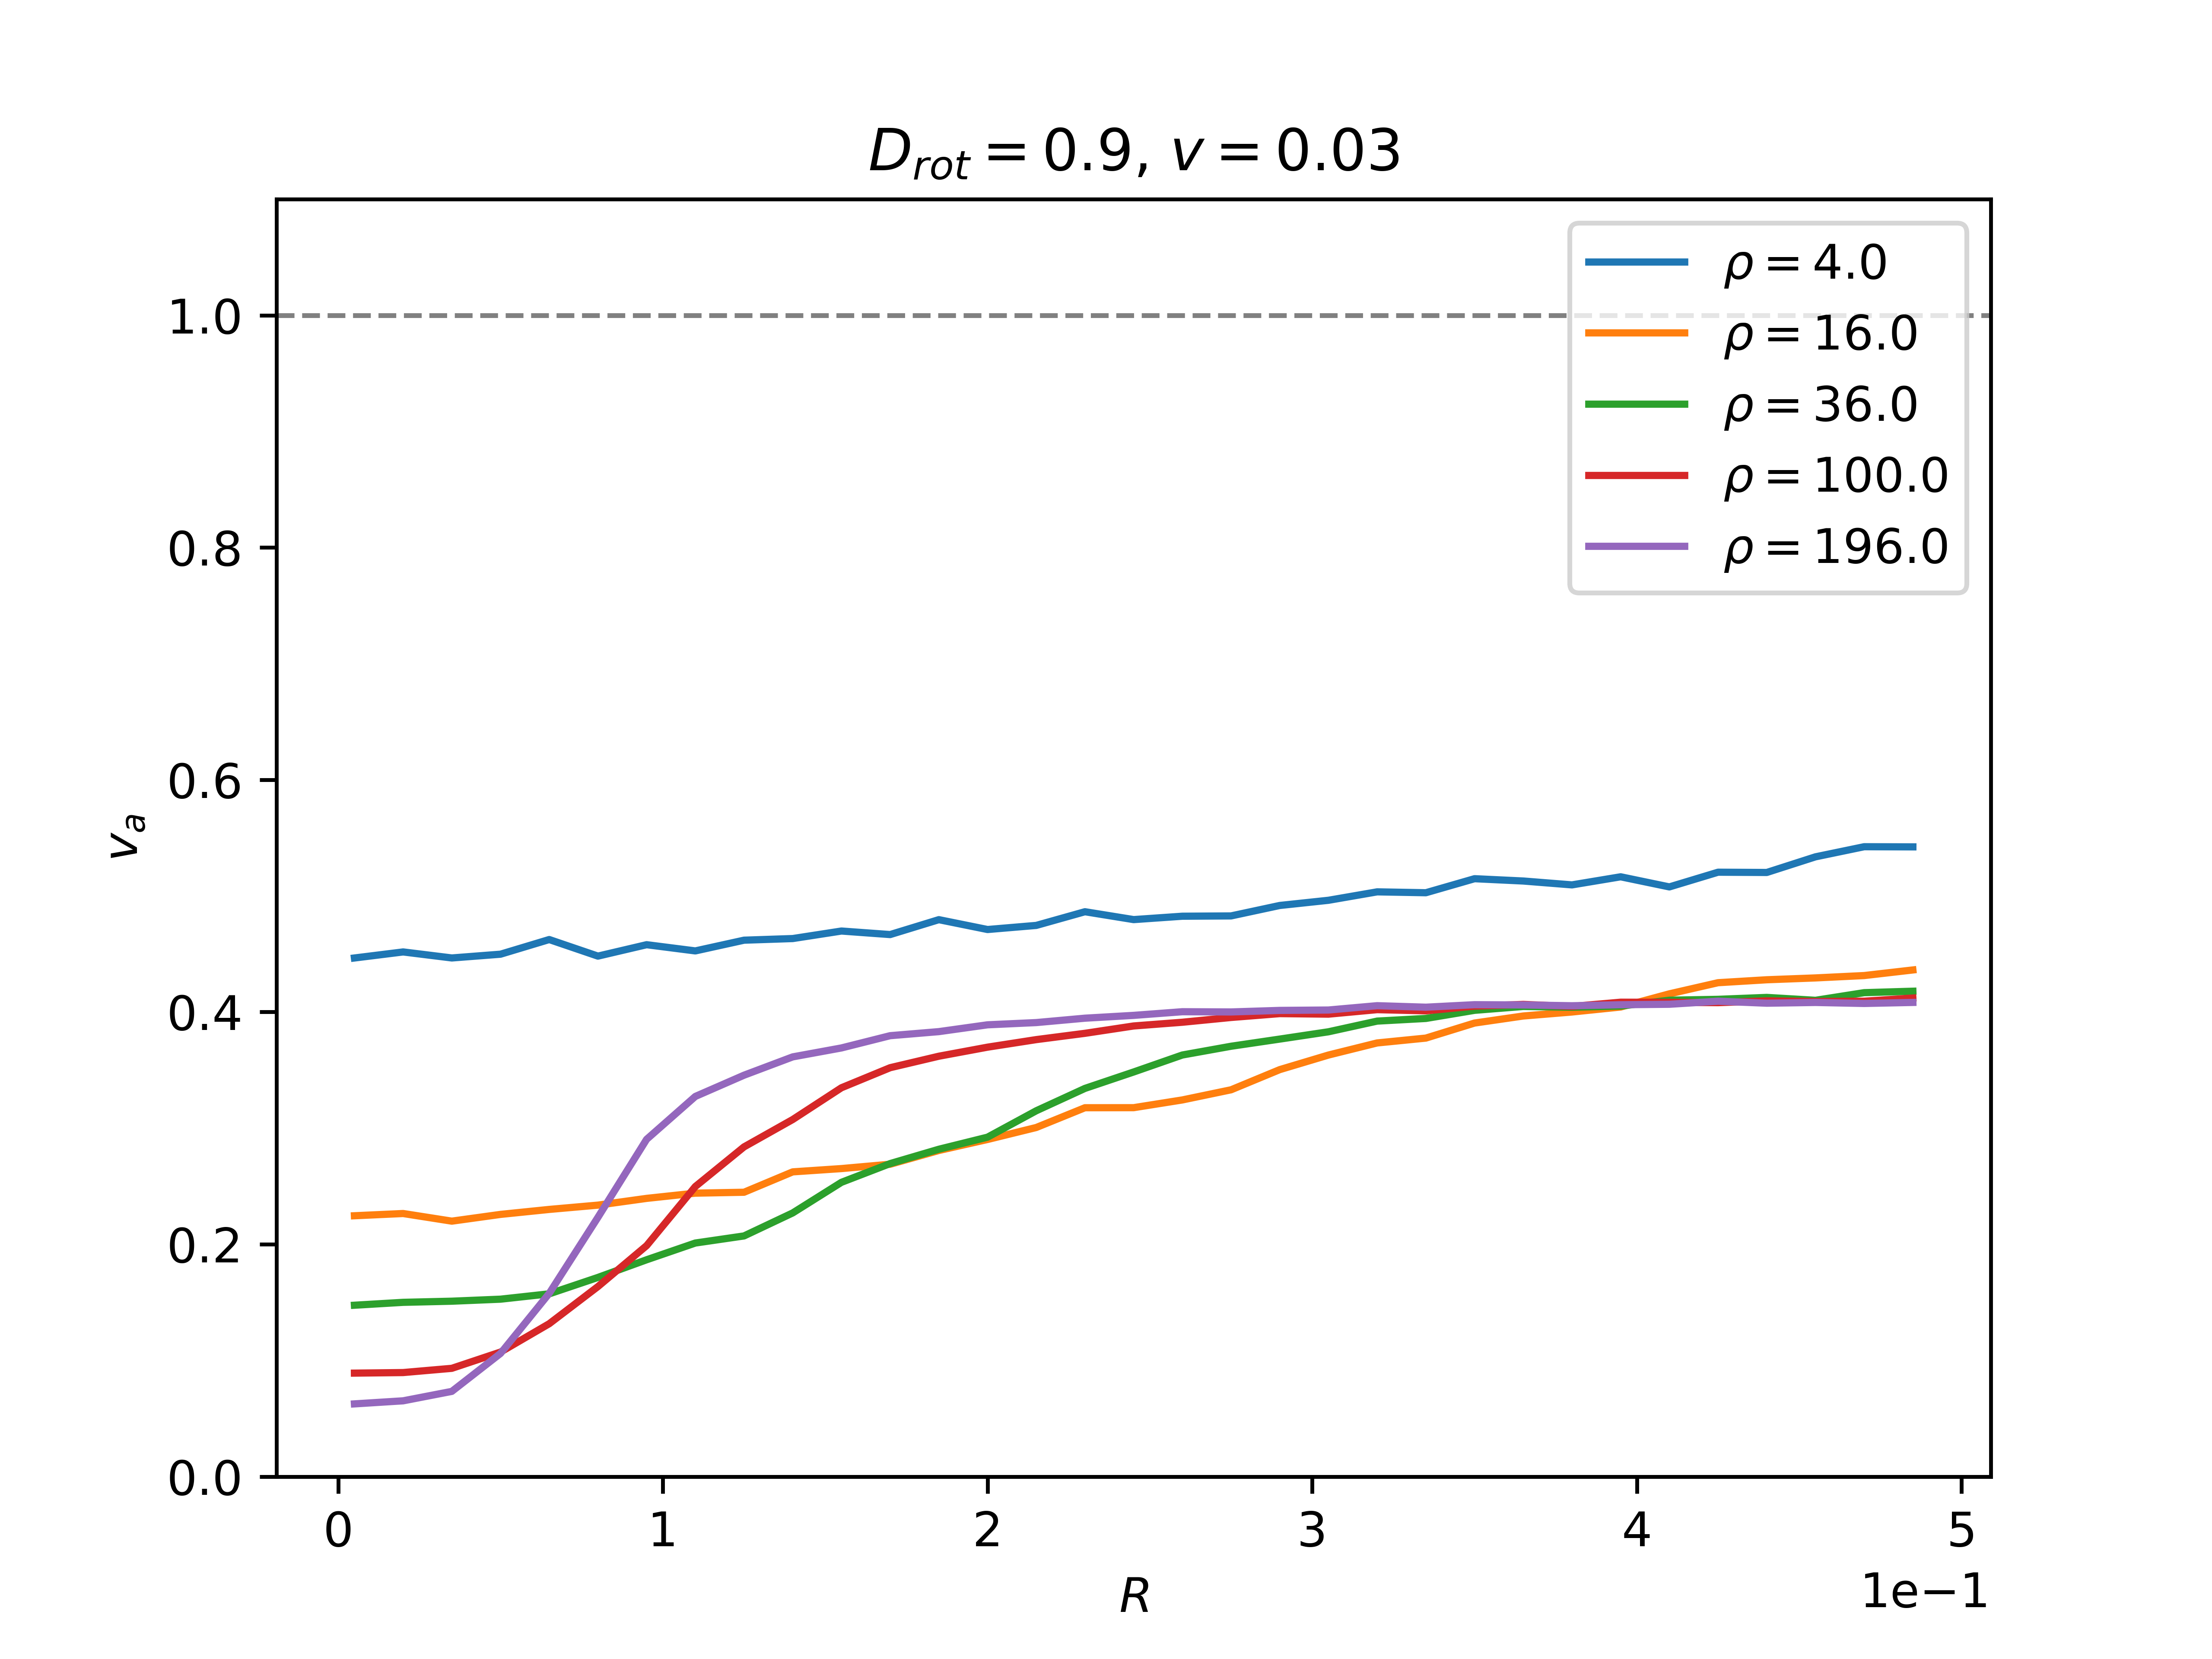 D_rot = 0.9, v = 0.03
ρ = 4.0
ρ = 16.0
ρ = 36.0
ρ = 100.0
ρ = 196.0
1.0
0.8
0.6
0.4
0.2
0.0
v_a
0 1 2 3 4 5
R
1e−1